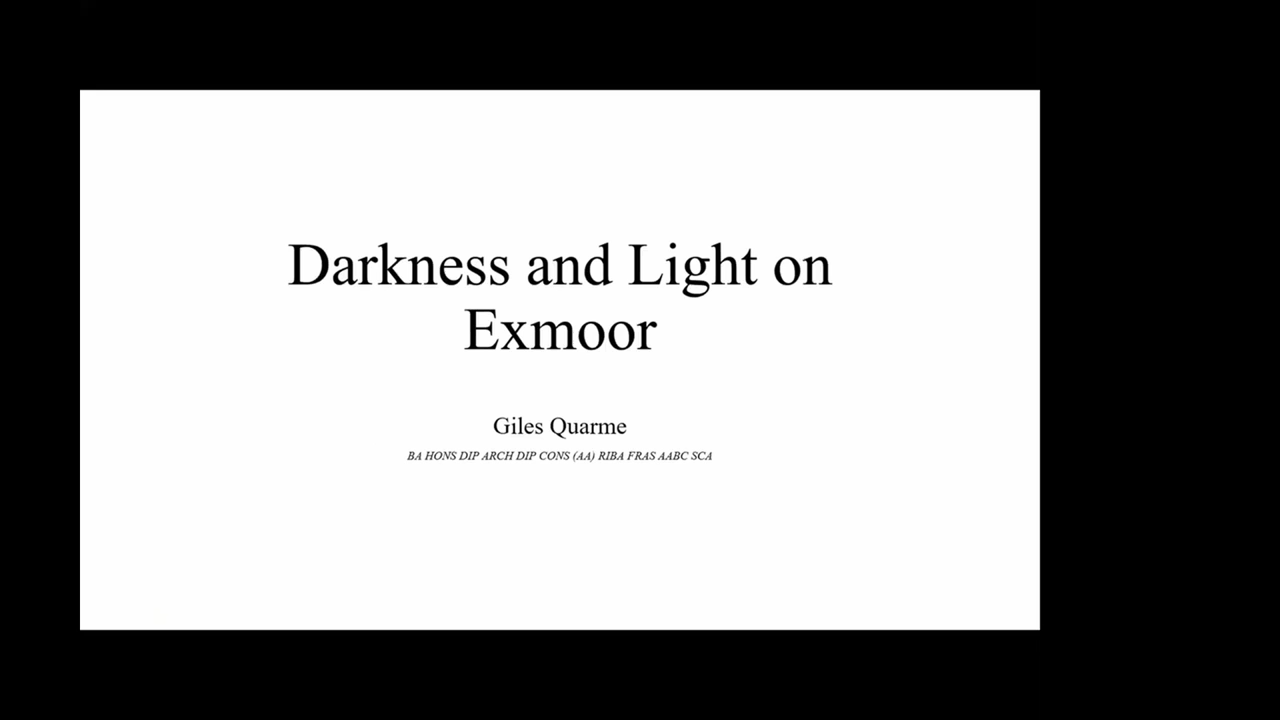 Darkness and Light on
Exmoor
Giles Quarme
BA HONS DIP ARCH DIP CONS (AA) RIBA FRAS AABC SCA